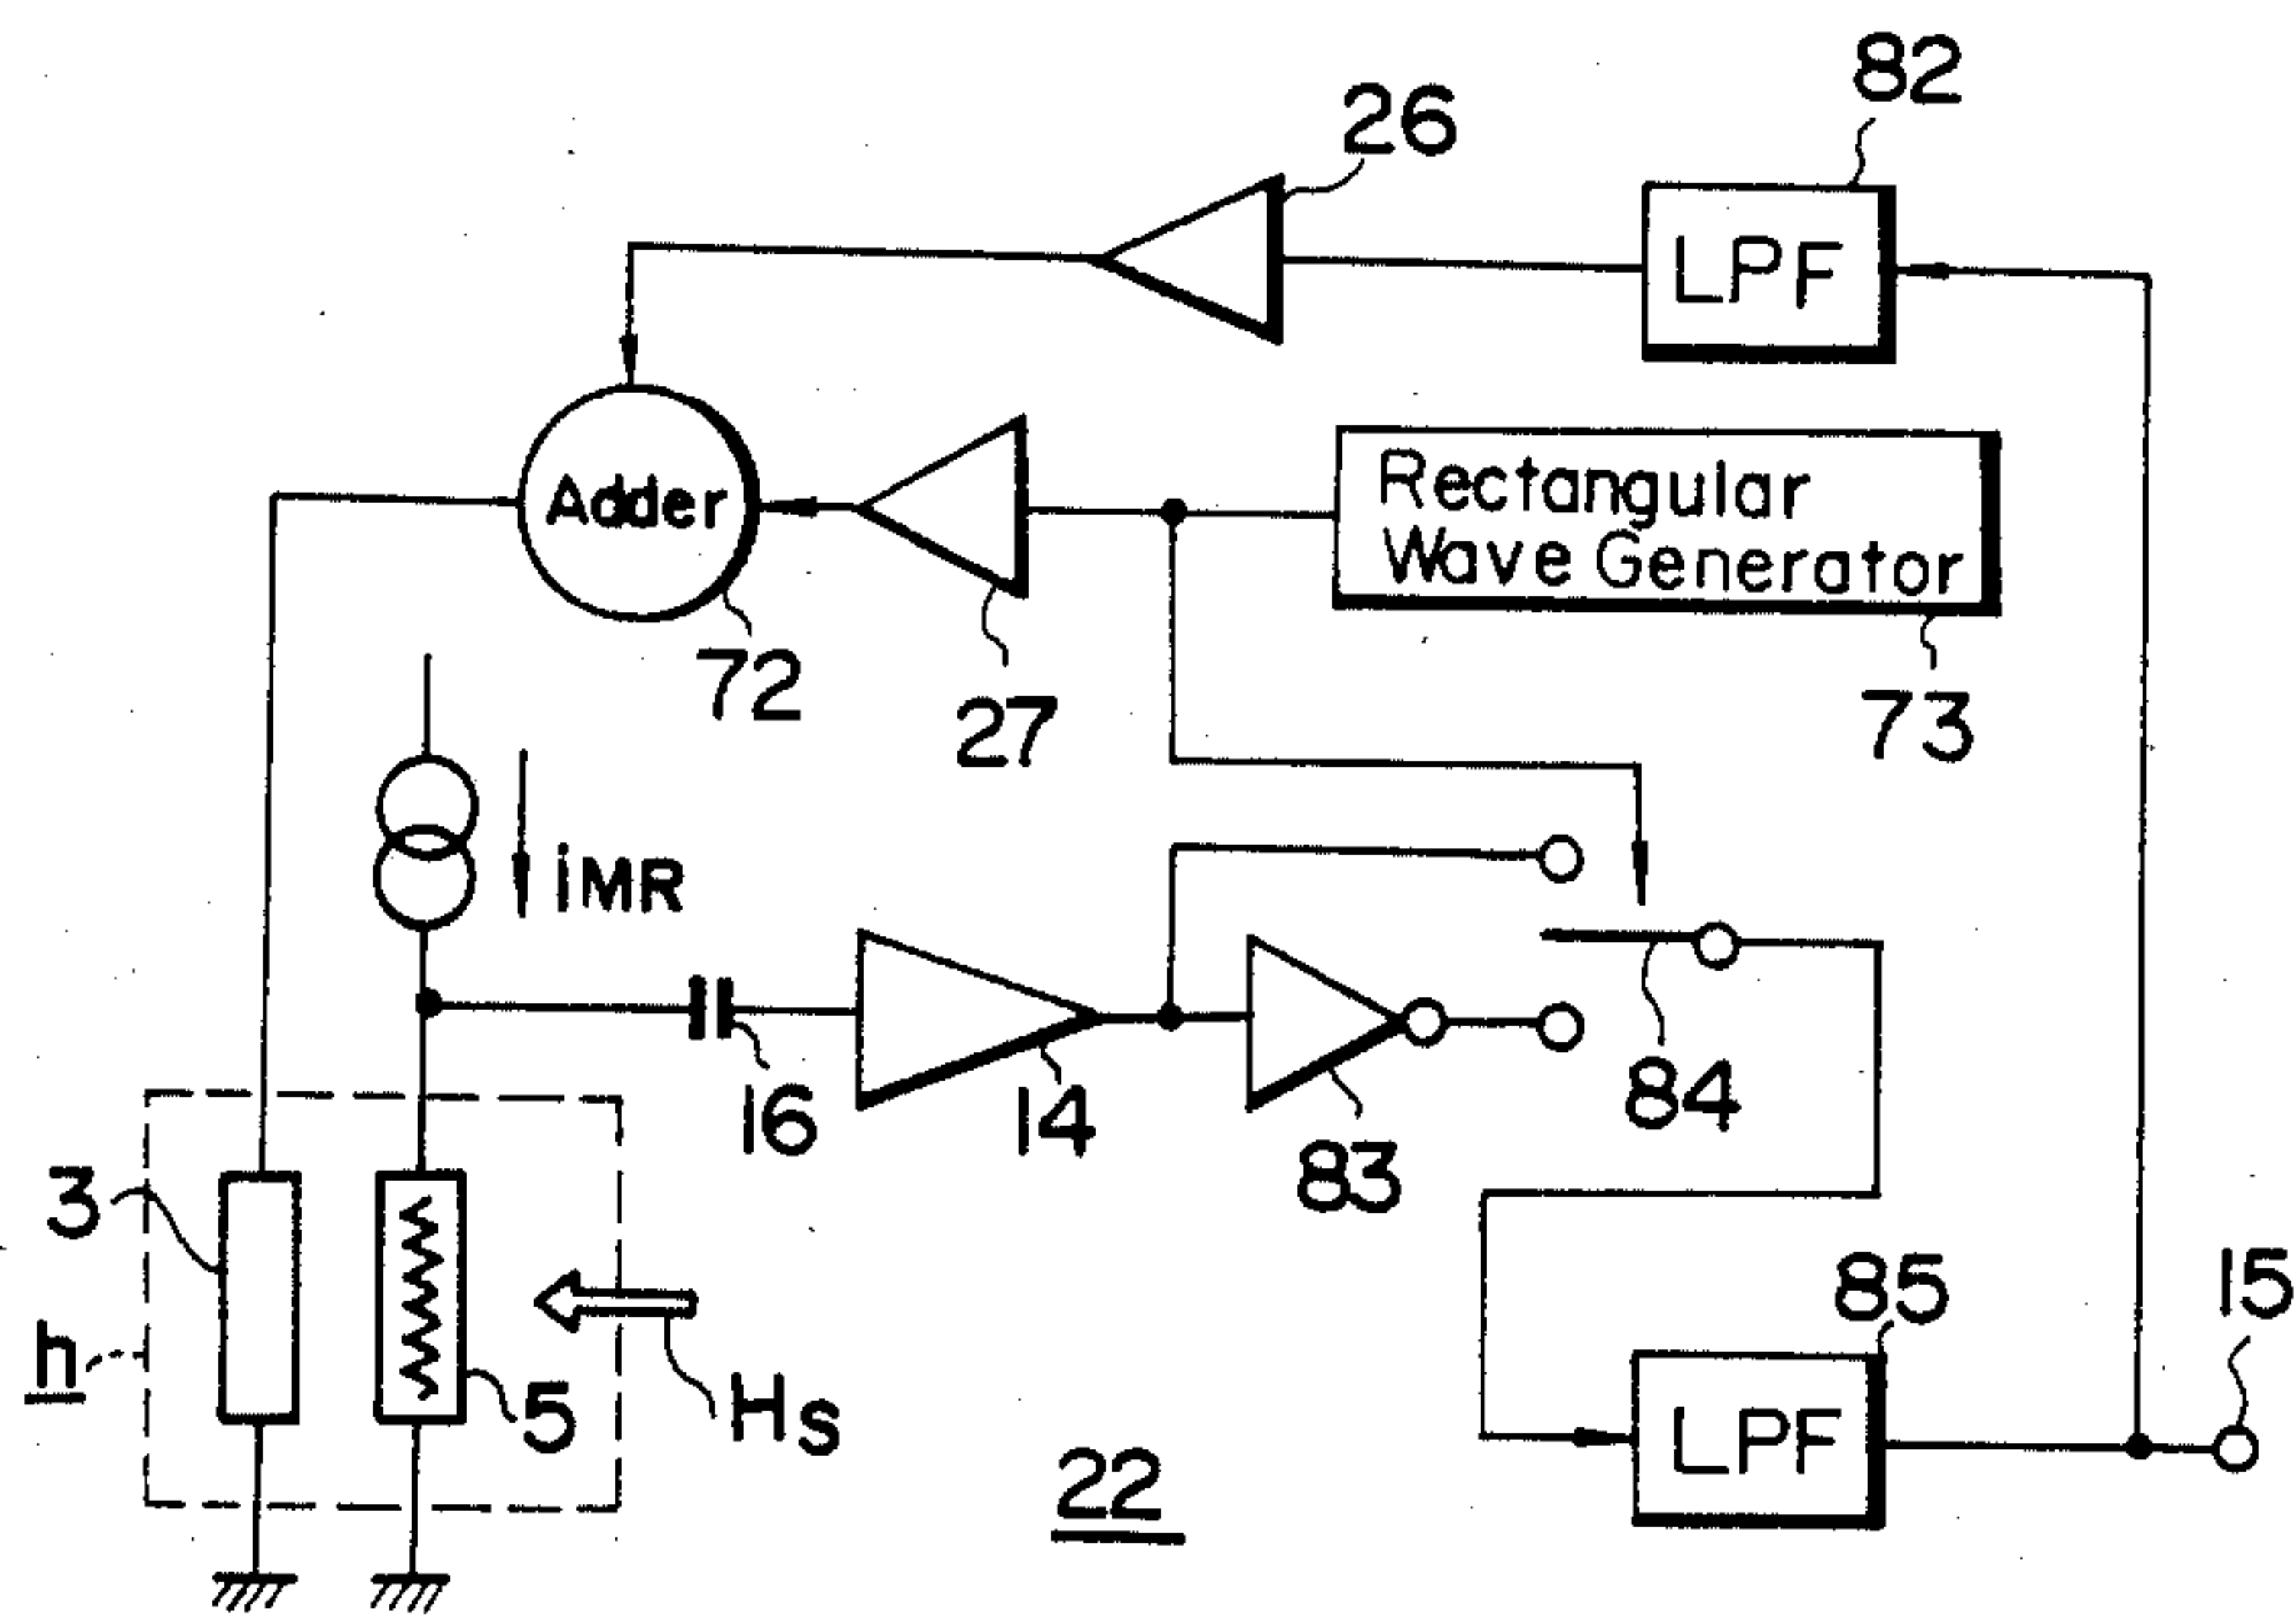 82
26
LPF
Adder
Rectangular
Wave Generator
72
27
73
iMR
16
14
84
83
3
85
15
h
5
Hs
LPF
22